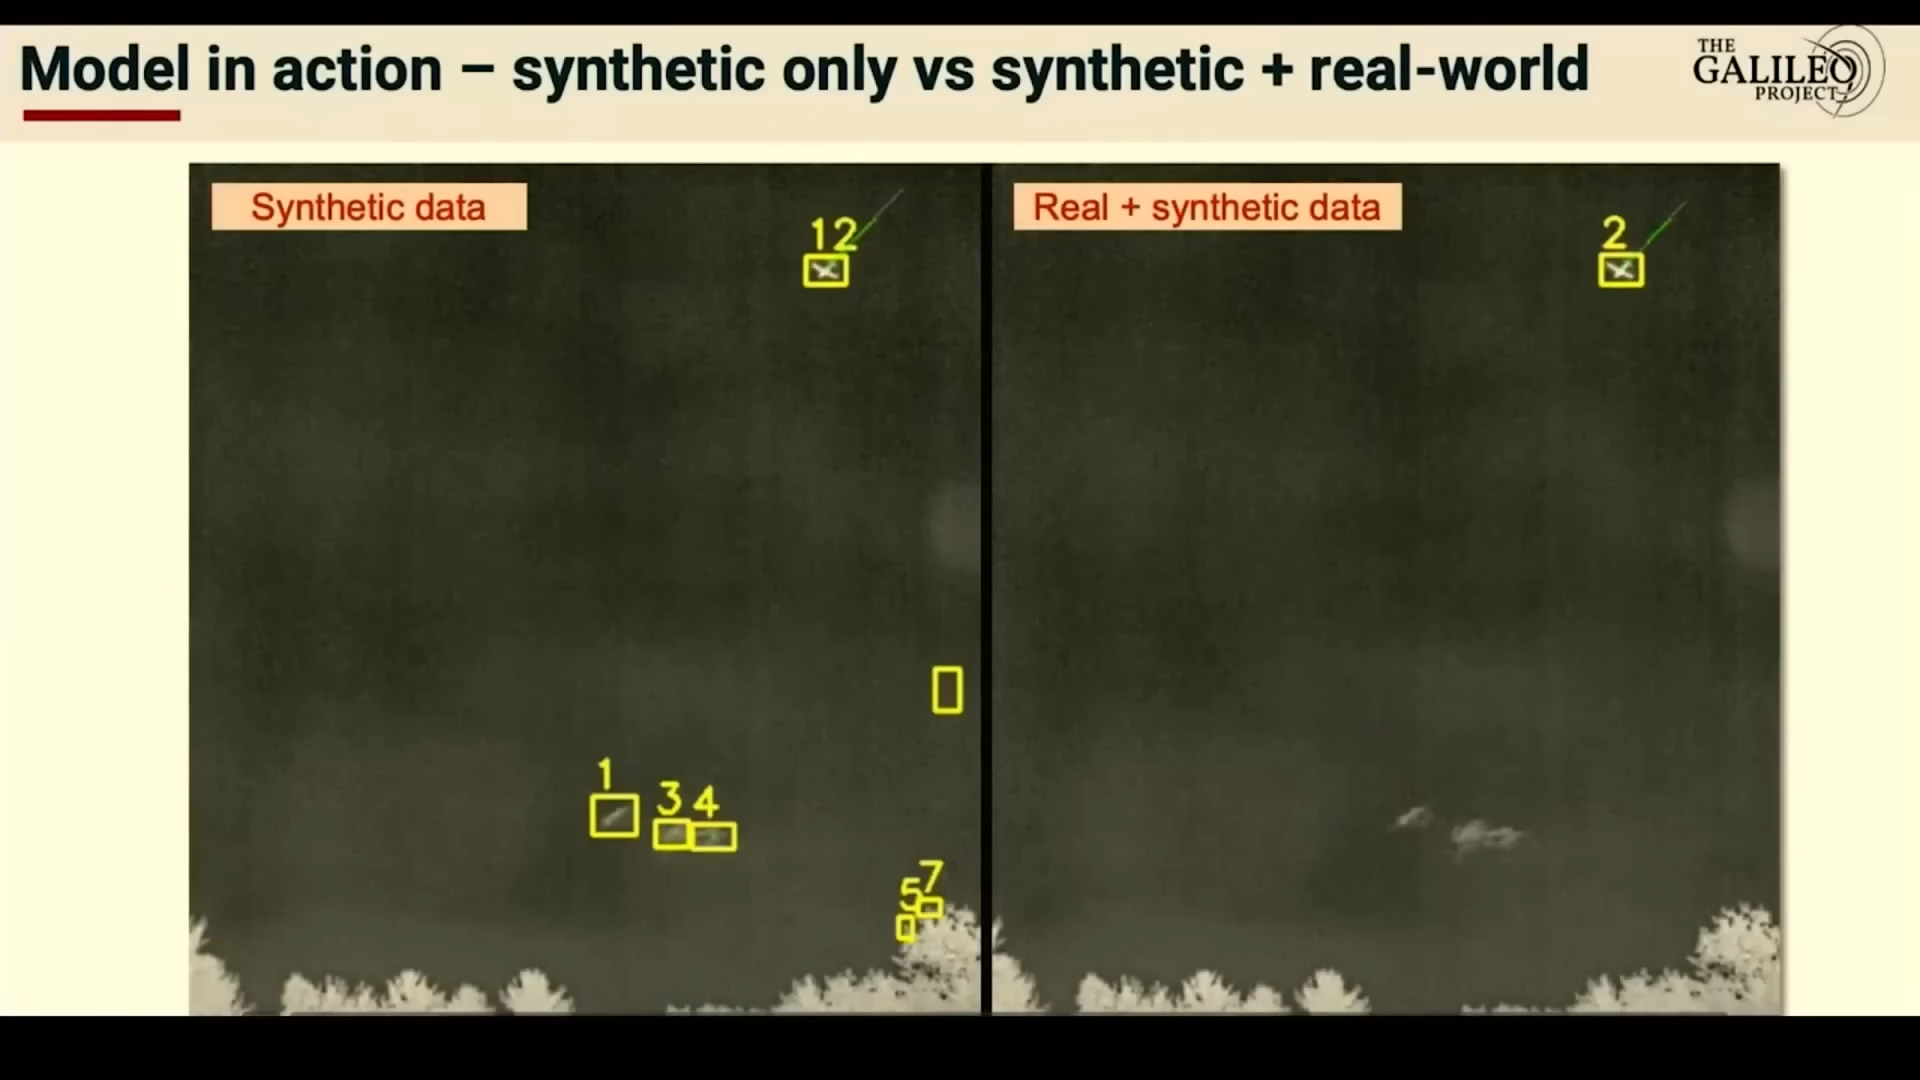 Model in action – synthetic only vs synthetic + real-world
THE
GALILEO
PROJECT
Synthetic data
12
1
3 4
7
5
Real + synthetic data
2